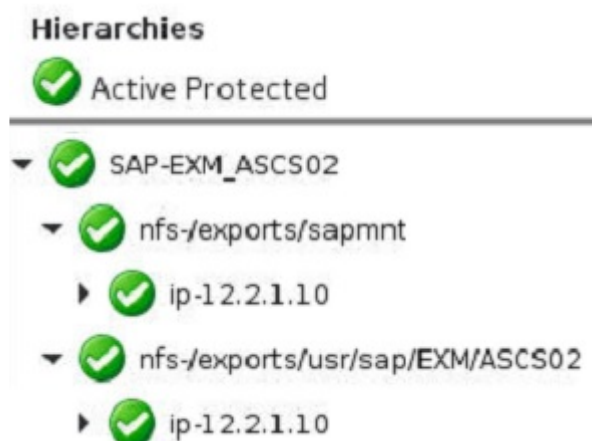 Hierarchies
Active Protected
SAP-EXM_ASCS02
nfs-/exports/sapmnt
ip-12.2.1.10
nfs-/exports/usr/sap/EXM/ASCS02
ip-12.2.1.10